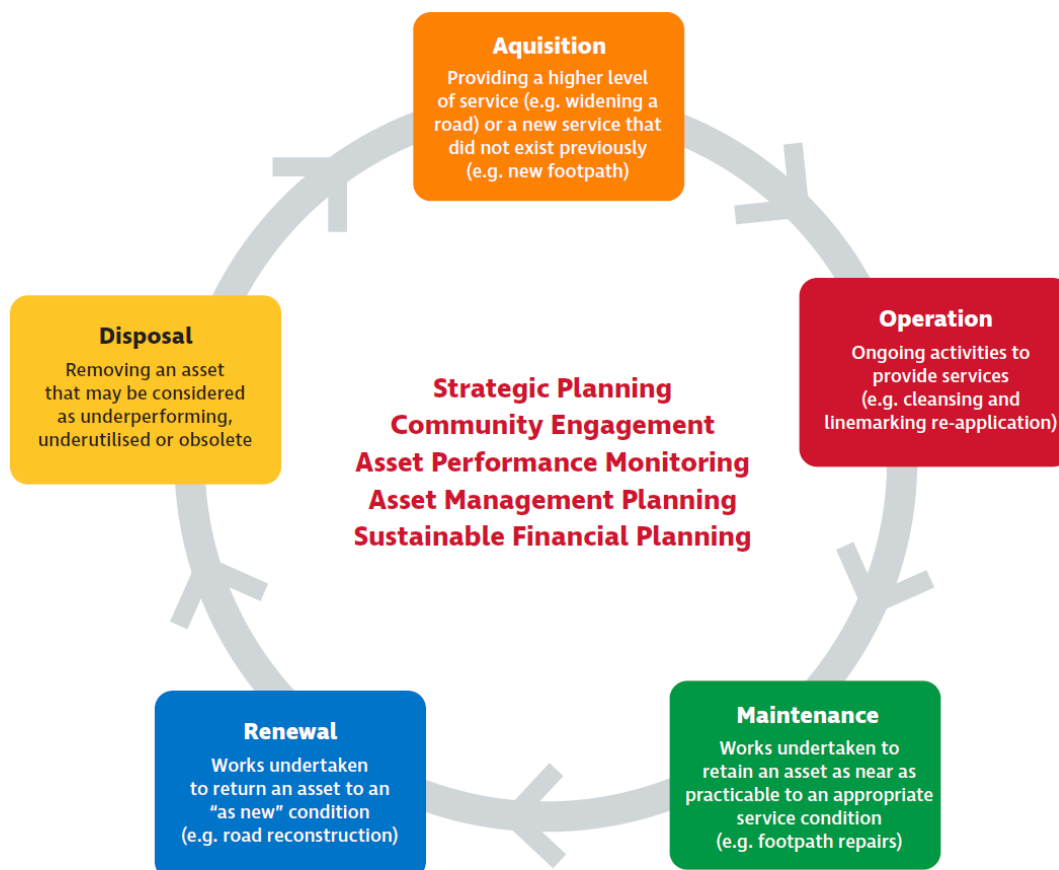 Aquisition
Providing a higher level
of service (e.g. widening a
road) or a new service that
did not exist previously
(e.g. new footpath)
Operation
Ongoing activities to
provide services
(e.g. cleansing and
linemarking re-application)
Maintenance
Works undertaken to
retain an asset as near as
practicable to an appropriate
service condition
(e.g. footpath repairs)
Renewal
Works undertaken
to return an asset to an
“as new” condition
(e.g. road reconstruction)
Disposal
Removing an asset
that may be considered
as underperforming,
underutilised or obsolete
Strategic Planning
Community Engagement
Asset Performance Monitoring
Asset Management Planning
Sustainable Financial Planning